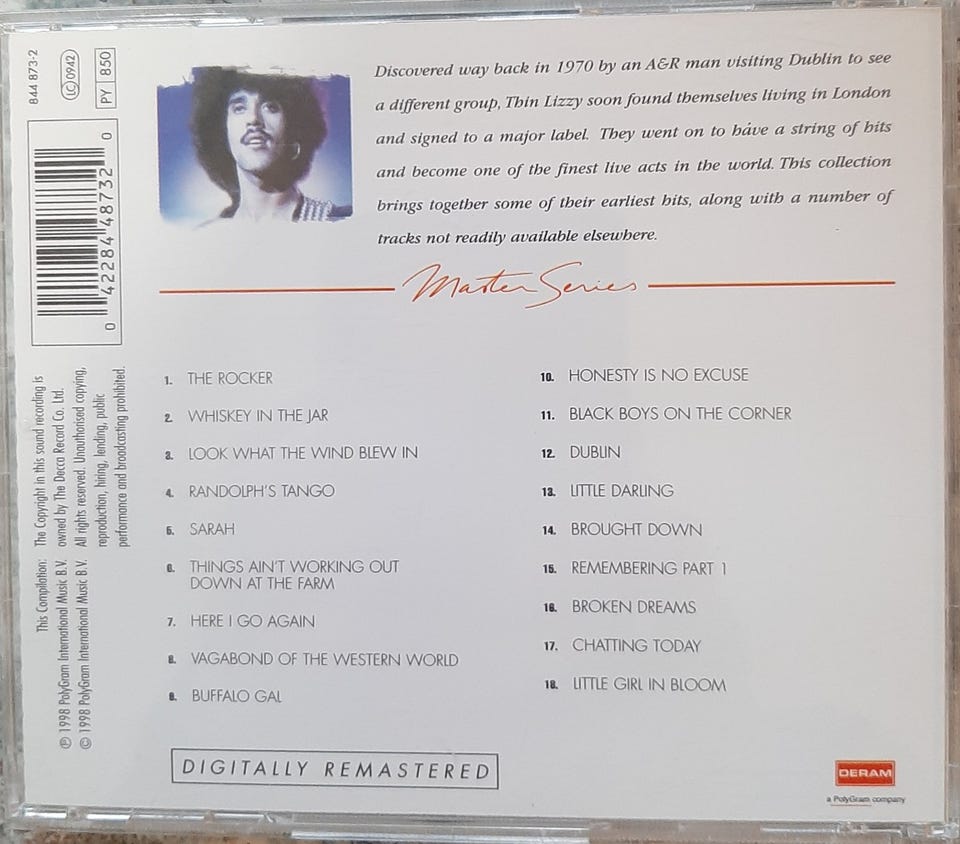 844 873-2
LC 0942
PY 850
0 42284 48732 0
Discovered way back in 1970 by an A&R man visiting Dublin to see
a different group, Thin Lizzy soon found themselves living in London
and signed to a major label. They went on to have a string of hits
and become one of the finest live acts in the world. This collection
brings together some of their earliest hits, along with a number of
tracks not readily available elsewhere.
Master Series
1. THE ROCKER
2. WHISKEY IN THE JAR
3. LOOK WHAT THE WIND BLEW IN
4. RANDOLPH'S TANGO
5. SARAH
6. THINGS AIN'T WORKING OUT
DOWN AT THE FARM
7. HERE I GO AGAIN
8. VAGABOND OF THE WESTERN WORLD
9. BUFFALO GAL
10. HONESTY IS NO EXCUSE
11. BLACK BOYS ON THE CORNER
12. DUBLIN
13. LITTLE DARLING
14. BROUGHT DOWN
15. REMEMBERING PART 1
16. BROKEN DREAMS
17. CHATTING TODAY
18. LITTLE GIRL IN BLOOM
This Compilation: The Copyright in this sound recording is
℗ 1998 PolyGram International Music B.V. owned by The Decca Record Co. Ltd.
© 1998 PolyGram International Music B.V. All rights reserved. Unauthorised copying,
reproduction, hiring, lending, public
performance and broadcasting prohibited.
DIGITALLY REMASTERED
DERAM
a PolyGram company